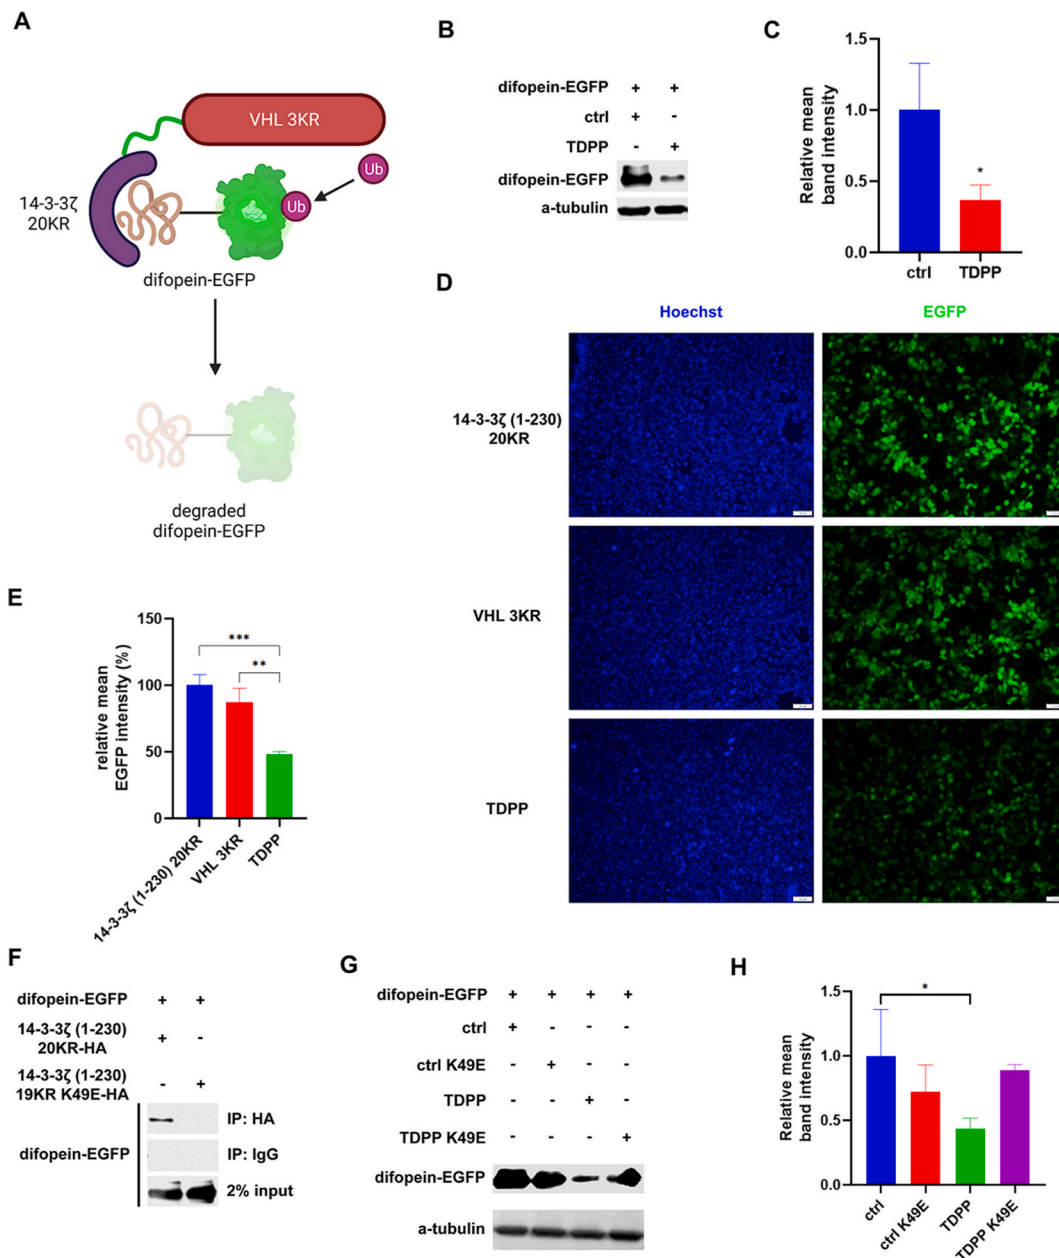 A
VHL 3KR
Ub
Ub
14-3-3ζ
20KR
difopein-EGFP
degraded
difopein-EGFP
B
difopein-EGFP + +
ctrl + -
TDPP - +
difopein-EGFP
a-tubulin
C
Relative mean
band intensity
1.5
1.0
0.5
0.0
*
ctrl TDPP
D
Hoechst EGFP
14-3-3ζ (1-230)
20KR
VHL 3KR
TDPP
E
relative mean
EGFP intensity (%)
150
100
50
0
***
**
14-3-3ζ (1-230) 20KR
VHL 3KR
TDPP
F
difopein-EGFP + +
14-3-3ζ (1-230)
20KR-HA + -
14-3-3ζ (1-230)
19KR K49E-HA - +
difopein-EGFP
IP: HA
IP: IgG
2% input
G
difopein-EGFP + + + +
ctrl + - - -
ctrl K49E - + - -
TDPP - - + -
TDPP K49E - - - +
difopein-EGFP
a-tubulin
H
Relative mean
band intensity
1.5
1.0
0.5
0.0
*
ctrl
ctrl K49E
TDPP
TDPP K49E